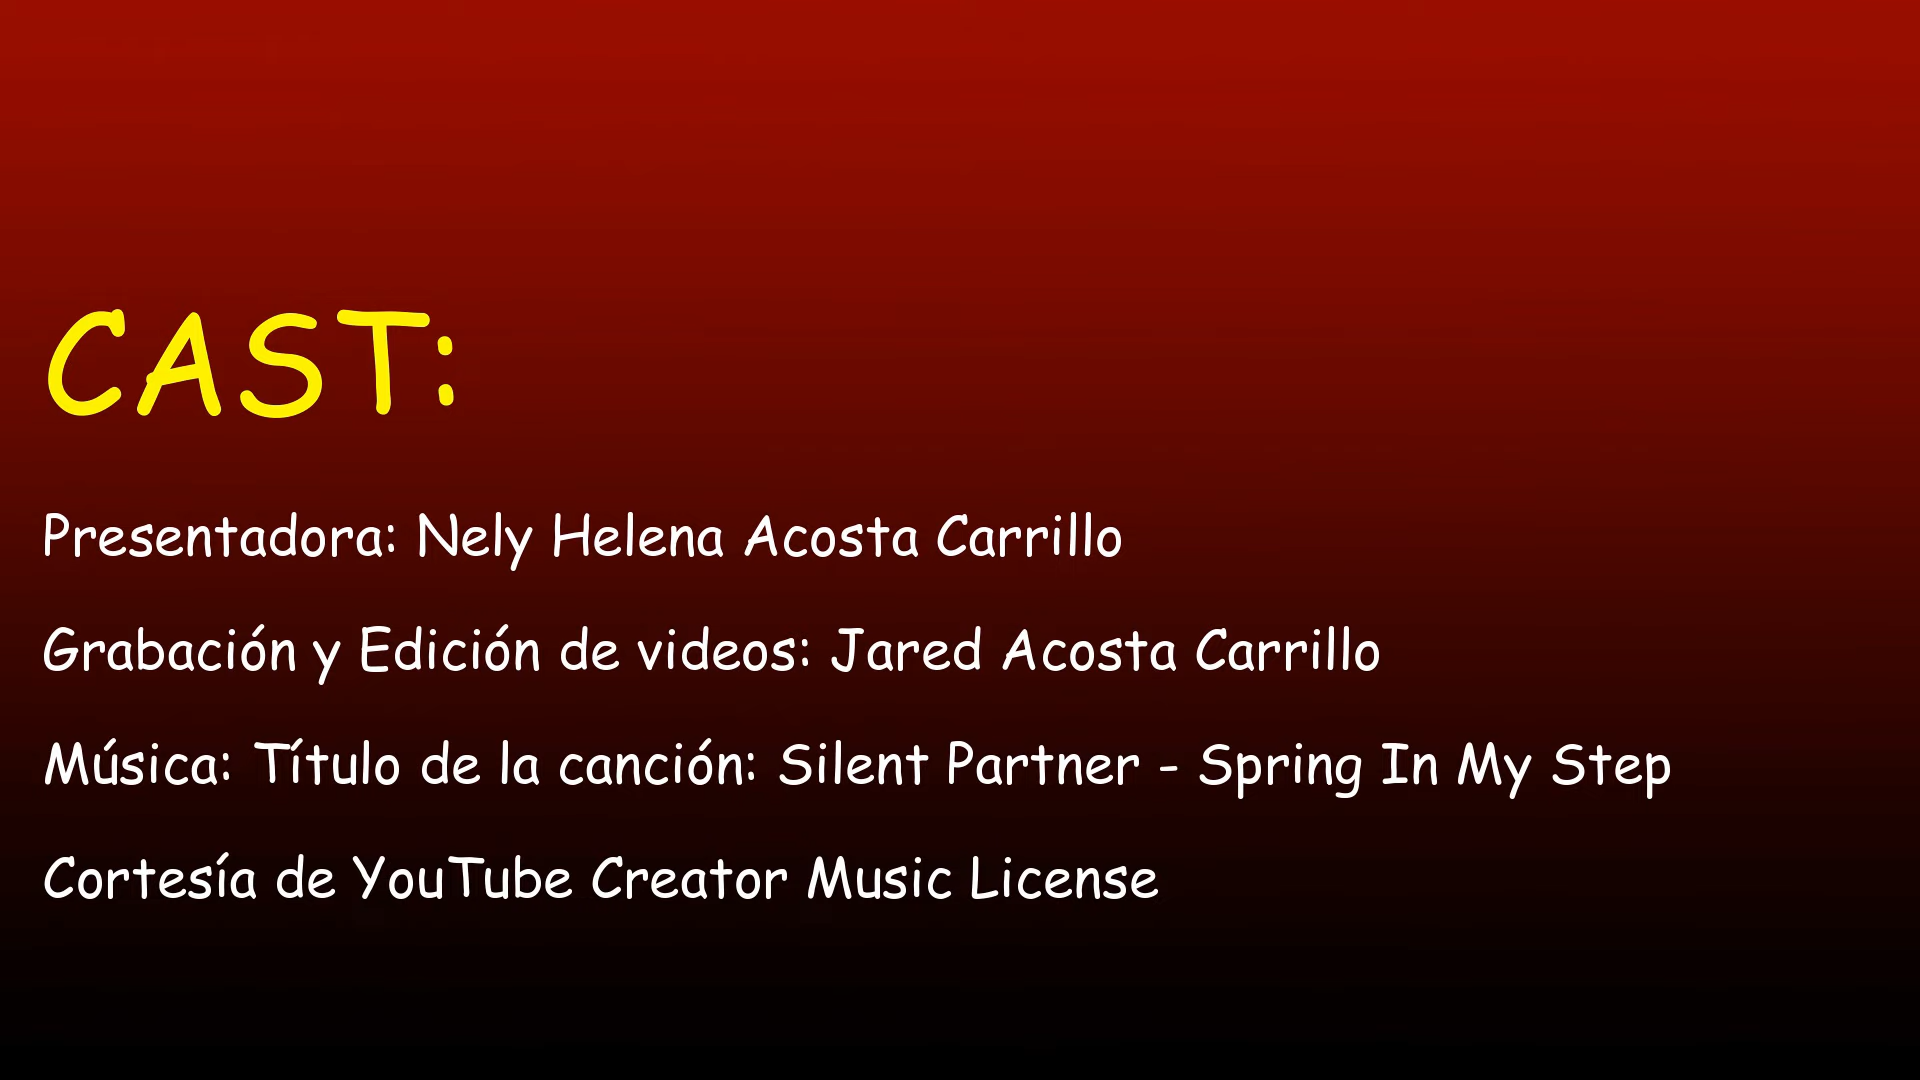 CAST:
Presentadora: Nely Helena Acosta Carrillo
Grabación y Edición de videos: Jared Acosta Carrillo
Música: Título de la canción: Silent Partner - Spring In My Step
Cortesía de YouTube Creator Music License